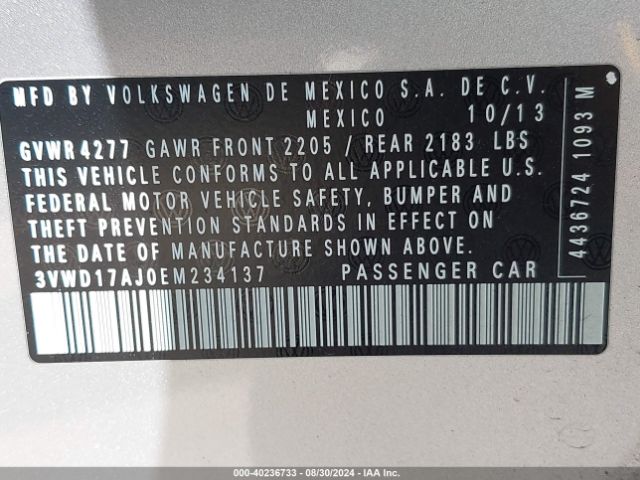 MFD BY VOLKSWAGEN DE MEXICO S.A. DE C.V.
MEXICO 10/13
GVWR 4277 GAWR FRONT 2205 / REAR 2183 LBS
THIS VEHICLE CONFORMS TO ALL APPLICABLE U.S.
FEDERAL MOTOR VEHICLE SAFETY, BUMPER AND
THEFT PREVENTION STANDARDS IN EFFECT ON
THE DATE OF MANUFACTURE SHOWN ABOVE.
3VWD17AJ0EM234137 PASSENGER CAR
4436724 1093 M
000-40236733 - 08/30/2024 - IAA Inc.